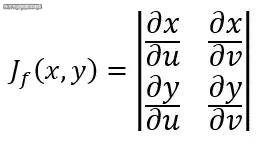 J_f(x, y) = | ∂x/∂u ∂x/∂v |
| ∂y/∂u ∂y/∂v |